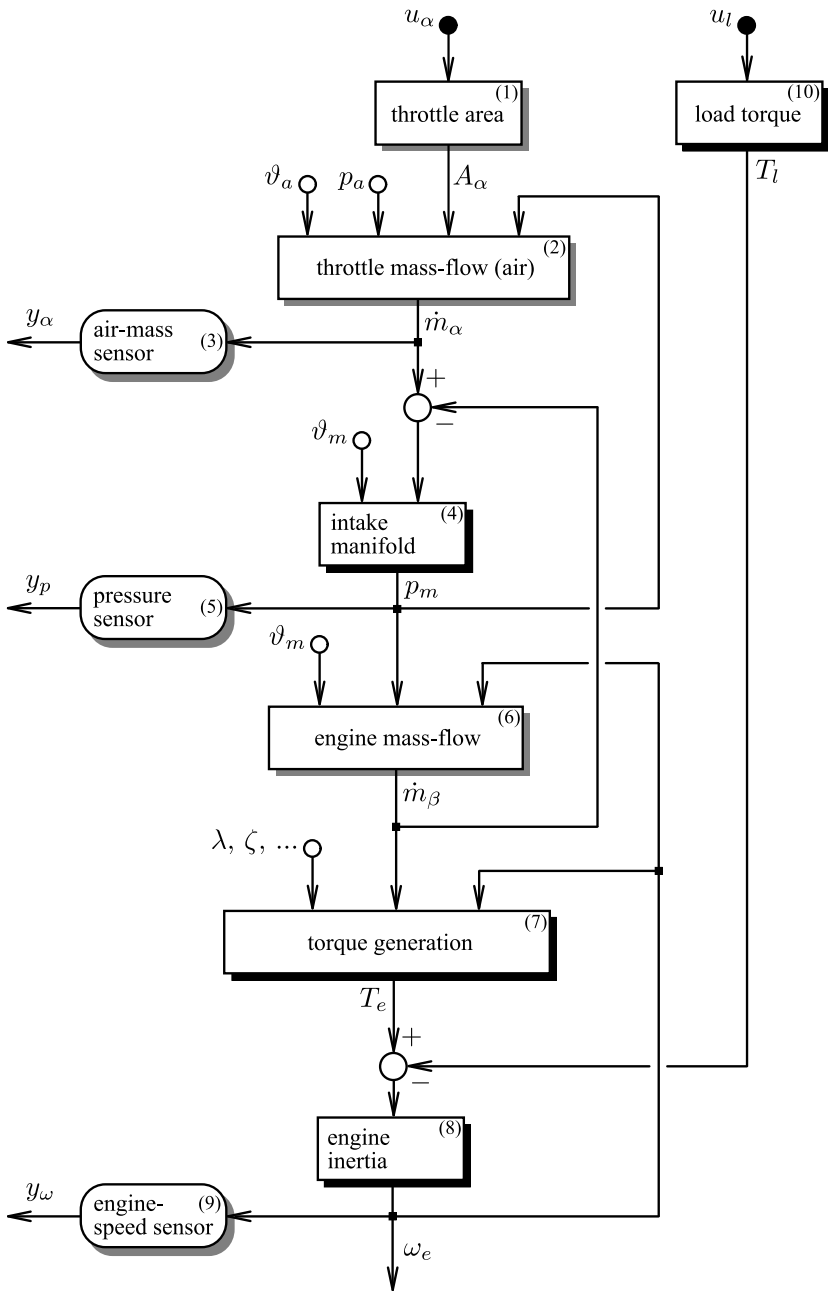 u_α
u_l
(1)
throttle area
(10)
load torque
ϑ_a
p_a
A_α
T_l
(2)
throttle mass-flow (air)
ṁ_α
y_α
air-mass
sensor
(3)
+
−
ϑ_m
(4)
intake
manifold
y_p
pressure
sensor
(5)
p_m
ϑ_m
(6)
engine mass-flow
ṁ_β
λ, ζ, ...
(7)
torque generation
T_e
+
−
(8)
engine
inertia
y_ω
engine-
speed sensor
(9)
ω_e